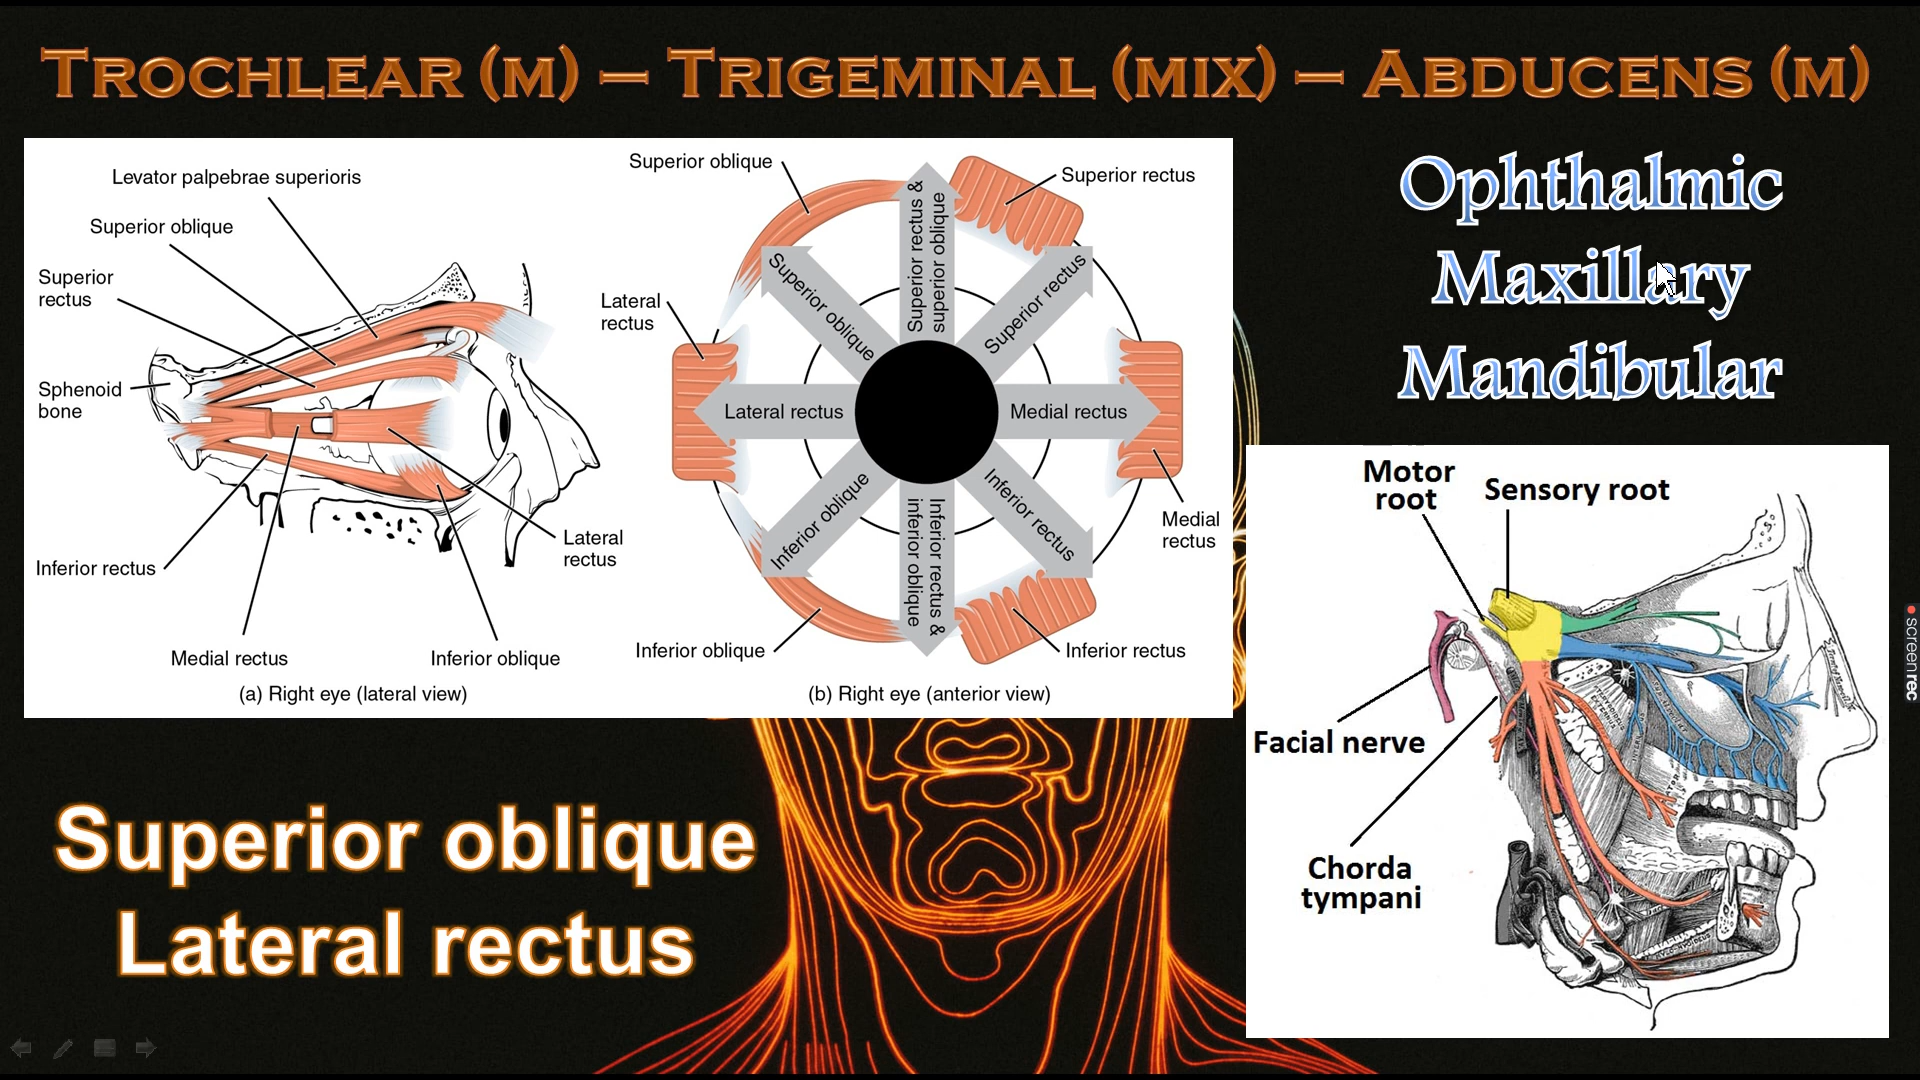 TROCHLEAR (M) – TRIGEMINAL (MIX) – ABDUCENS (M)
Levator palpebrae superioris
Superior oblique
Superior
rectus
Sphenoid
bone
Inferior rectus
Medial rectus
Inferior oblique
Lateral
rectus
(a) Right eye (lateral view)
Superior oblique
Superior rectus
Lateral
rectus
Superior oblique
Superior rectus &
superior oblique
Superior rectus
Lateral rectus
Medial rectus
Inferior oblique
Inferior rectus &
inferior oblique
Inferior rectus
Medial
rectus
Inferior oblique
Inferior rectus
(b) Right eye (anterior view)
Ophthalmic
Maxillary
Mandibular
Motor
root
Sensory root
Facial nerve
Chorda
tympani
Superior oblique
Lateral rectus
screenrec